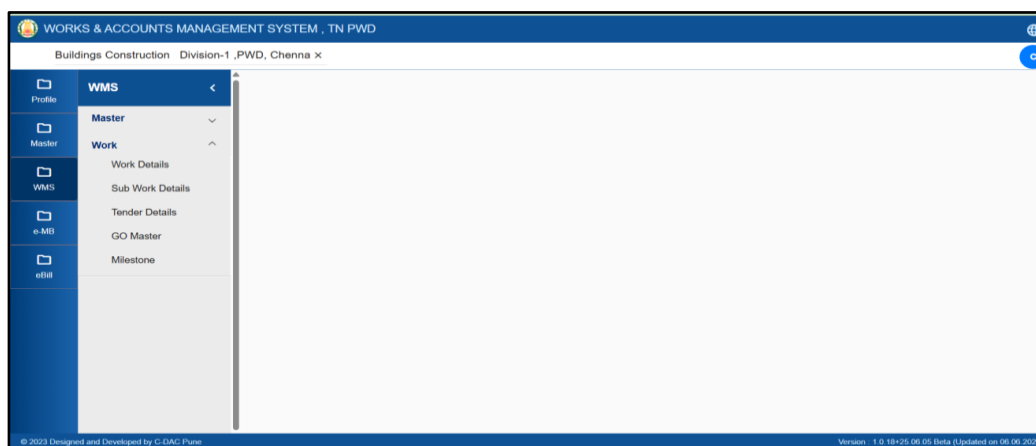 WORKS & ACCOUNTS MANAGEMENT SYSTEM , TN PWD
Buildings Construction Division-1 ,PWD, Chenna ×
Profile
Master
WMS
e-MB
eBill
WMS
Master
Work
Work Details
Sub Work Details
Tender Details
GO Master
Milestone
© 2023 Designed and Developed by C-DAC Pune
Version : 1.0.18+25.06.05 Beta (Updated on 06.06.202